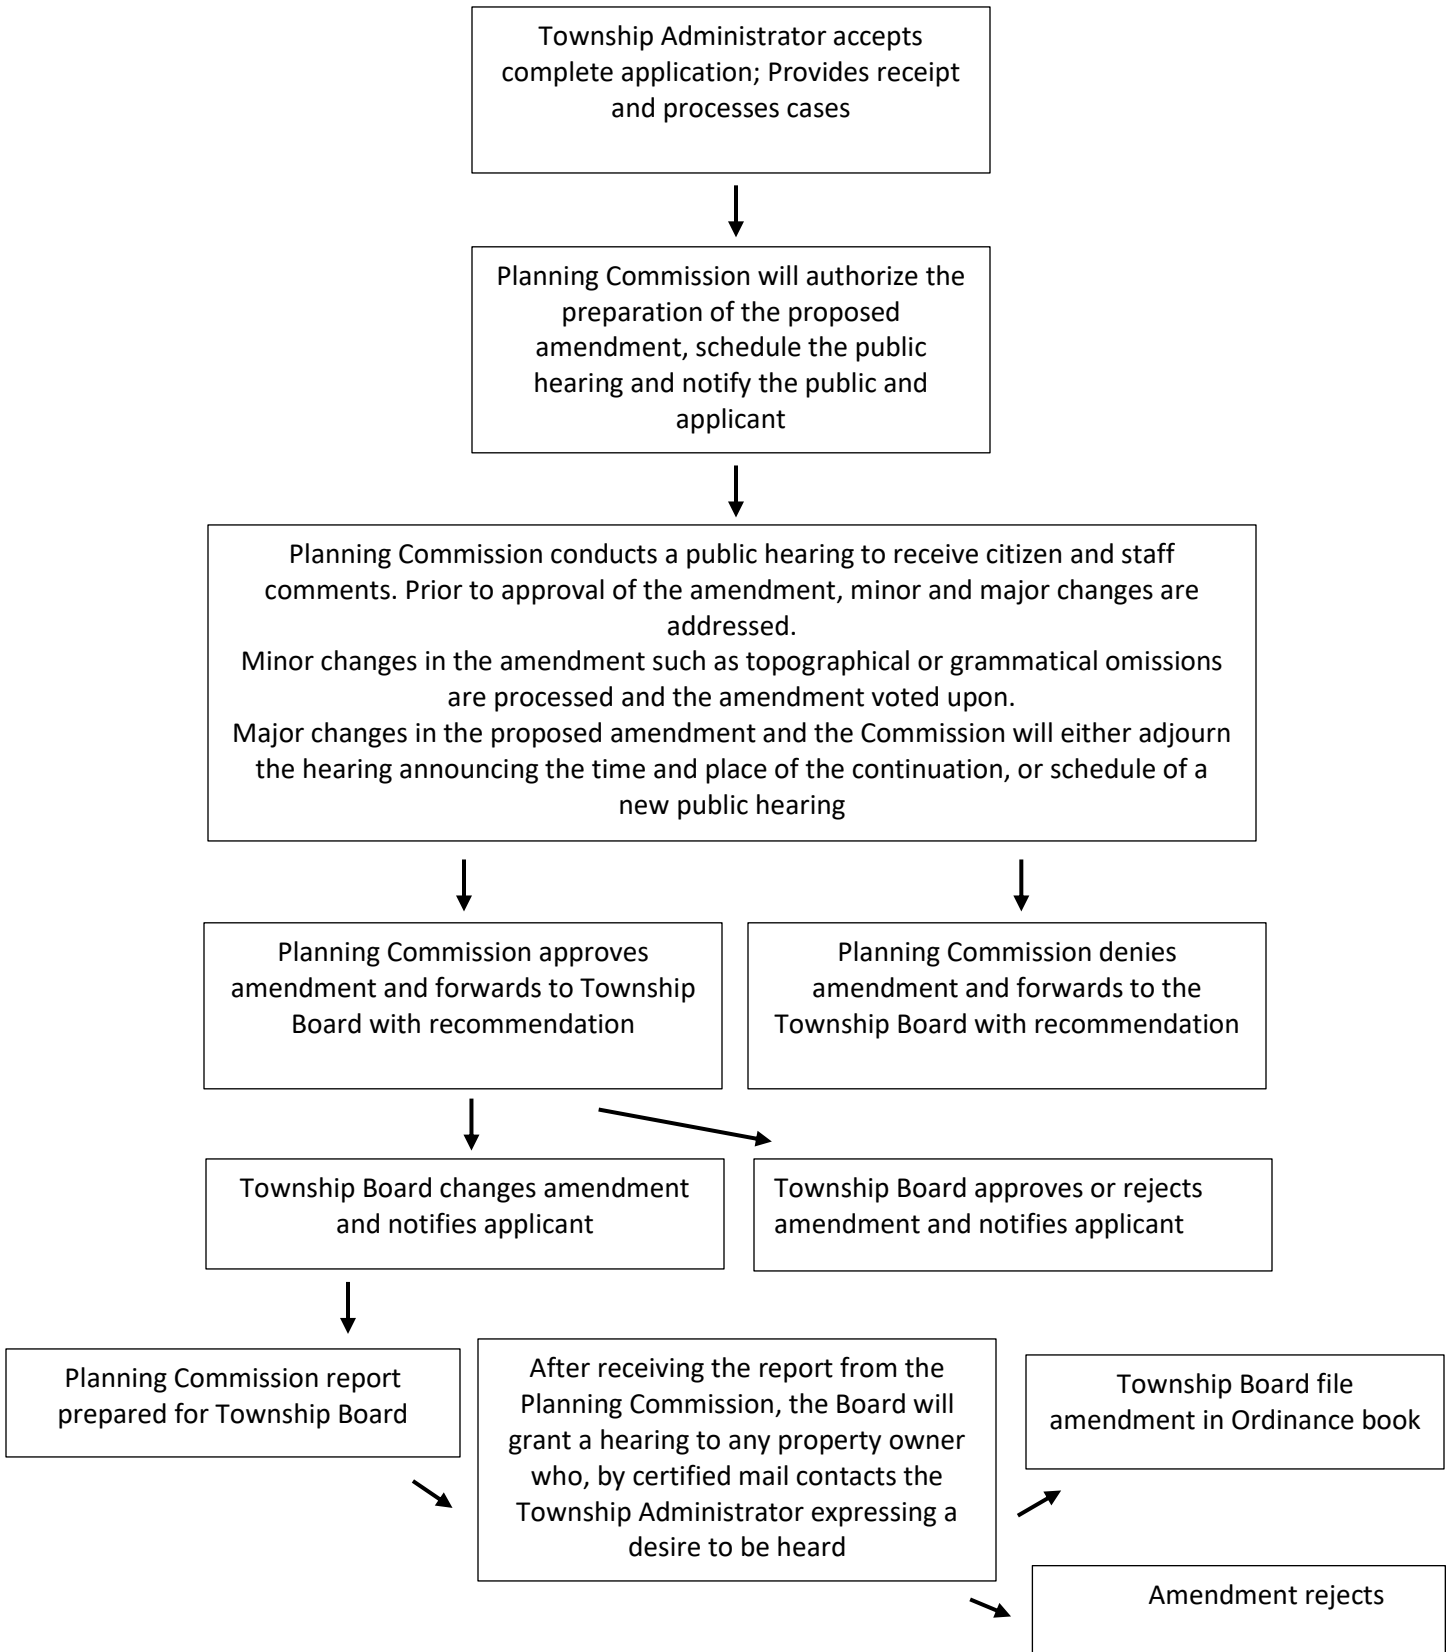 Township Administrator accepts
complete application; Provides receipt
and processes cases
Planning Commission will authorize the
preparation of the proposed
amendment, schedule the public
hearing and notify the public and
applicant
Planning Commission conducts a public hearing to receive citizen and staff
comments. Prior to approval of the amendment, minor and major changes are
addressed.
Minor changes in the amendment such as topographical or grammatical omissions
are processed and the amendment voted upon.
Major changes in the proposed amendment and the Commission will either adjourn
the hearing announcing the time and place of the continuation, or schedule of a
new public hearing
Planning Commission approves
amendment and forwards to Township
Board with recommendation
Planning Commission denies
amendment and forwards to the
Township Board with recommendation
Township Board changes amendment
and notifies applicant
Township Board approves or rejects
amendment and notifies applicant
Planning Commission report
prepared for Township Board
After receiving the report from the
Planning Commission, the Board will
grant a hearing to any property owner
who, by certified mail contacts the
Township Administrator expressing a
desire to be heard
Township Board file
amendment in Ordinance book
Amendment rejects